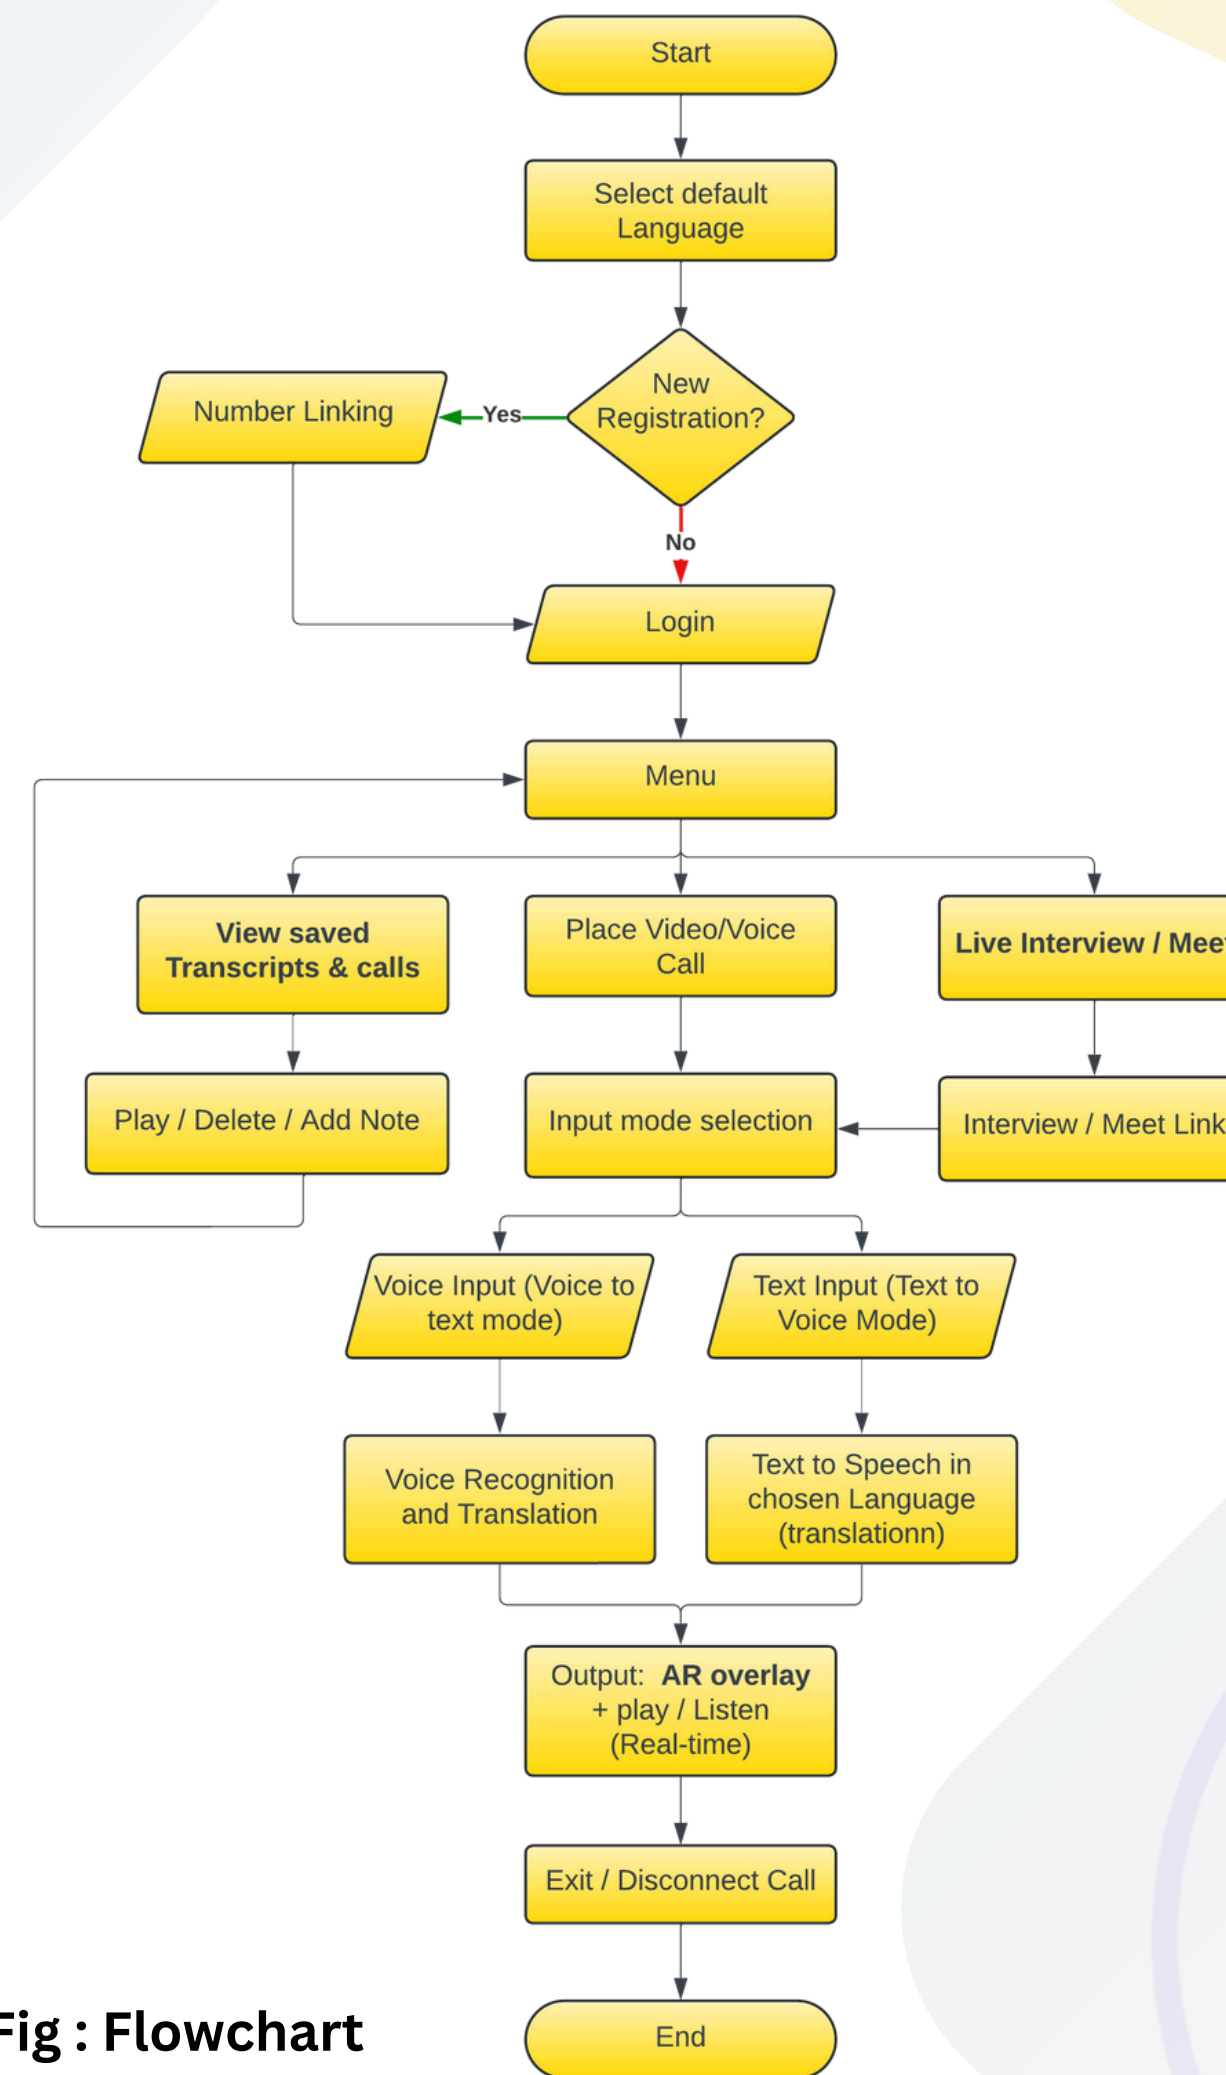 Start
Select default
Language
New
Registration?
Yes
Number Linking
No
Login
Menu
View saved
Transcripts & calls
Place Video/Voice
Call
Live Interview / Meet
Play / Delete / Add Note
Input mode selection
Interview / Meet Link
Voice Input (Voice to
text mode)
Text Input (Text to
Voice Mode)
Voice Recognition
and Translation
Text to Speech in
chosen Language
(translationn)
Output: AR overlay
+ play / Listen
(Real-time)
Exit / Disconnect Call
End
Fig : Flowchart